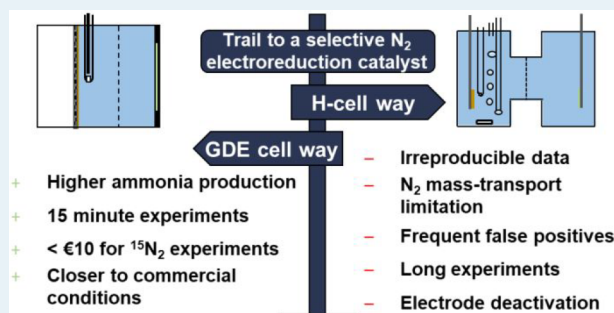 Trail to a selective N₂
electroreduction catalyst
H-cell way
GDE cell way
+ Higher ammonia production
+ 15 minute experiments
+ < €10 for ¹⁵N₂ experiments
+ Closer to commercial
conditions
− Irreproducible data
− N₂ mass-transport
limitation
− Frequent false positives
− Long experiments
− Electrode deactivation